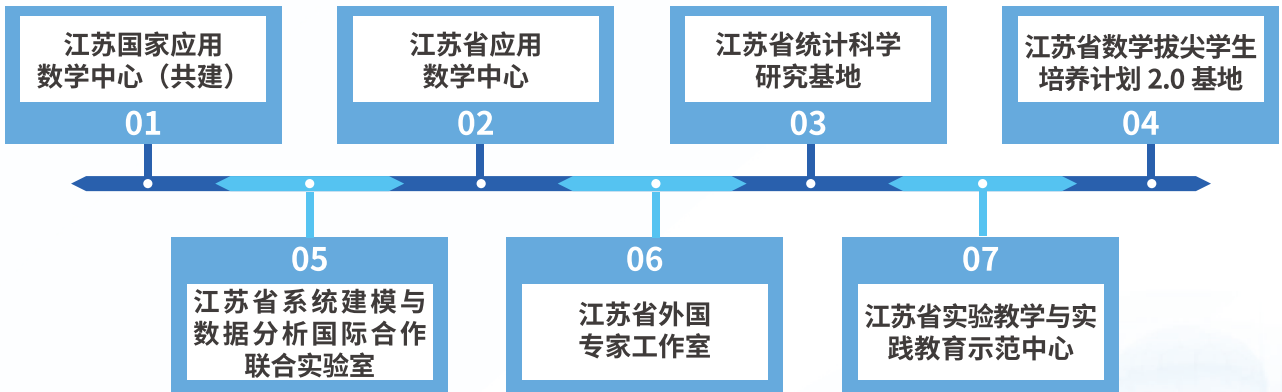 江苏国家应用
数学中心（共建）
01
江苏省应用
数学中心
02
江苏省统计科学
研究基地
03
江苏省数学拔尖学生
培养计划 2.0 基地
04
05
江苏省系统建模与
数据分析国际合作
联合实验室
06
江苏省外国
专家工作室
07
江苏省实验教学与实
践教育示范中心